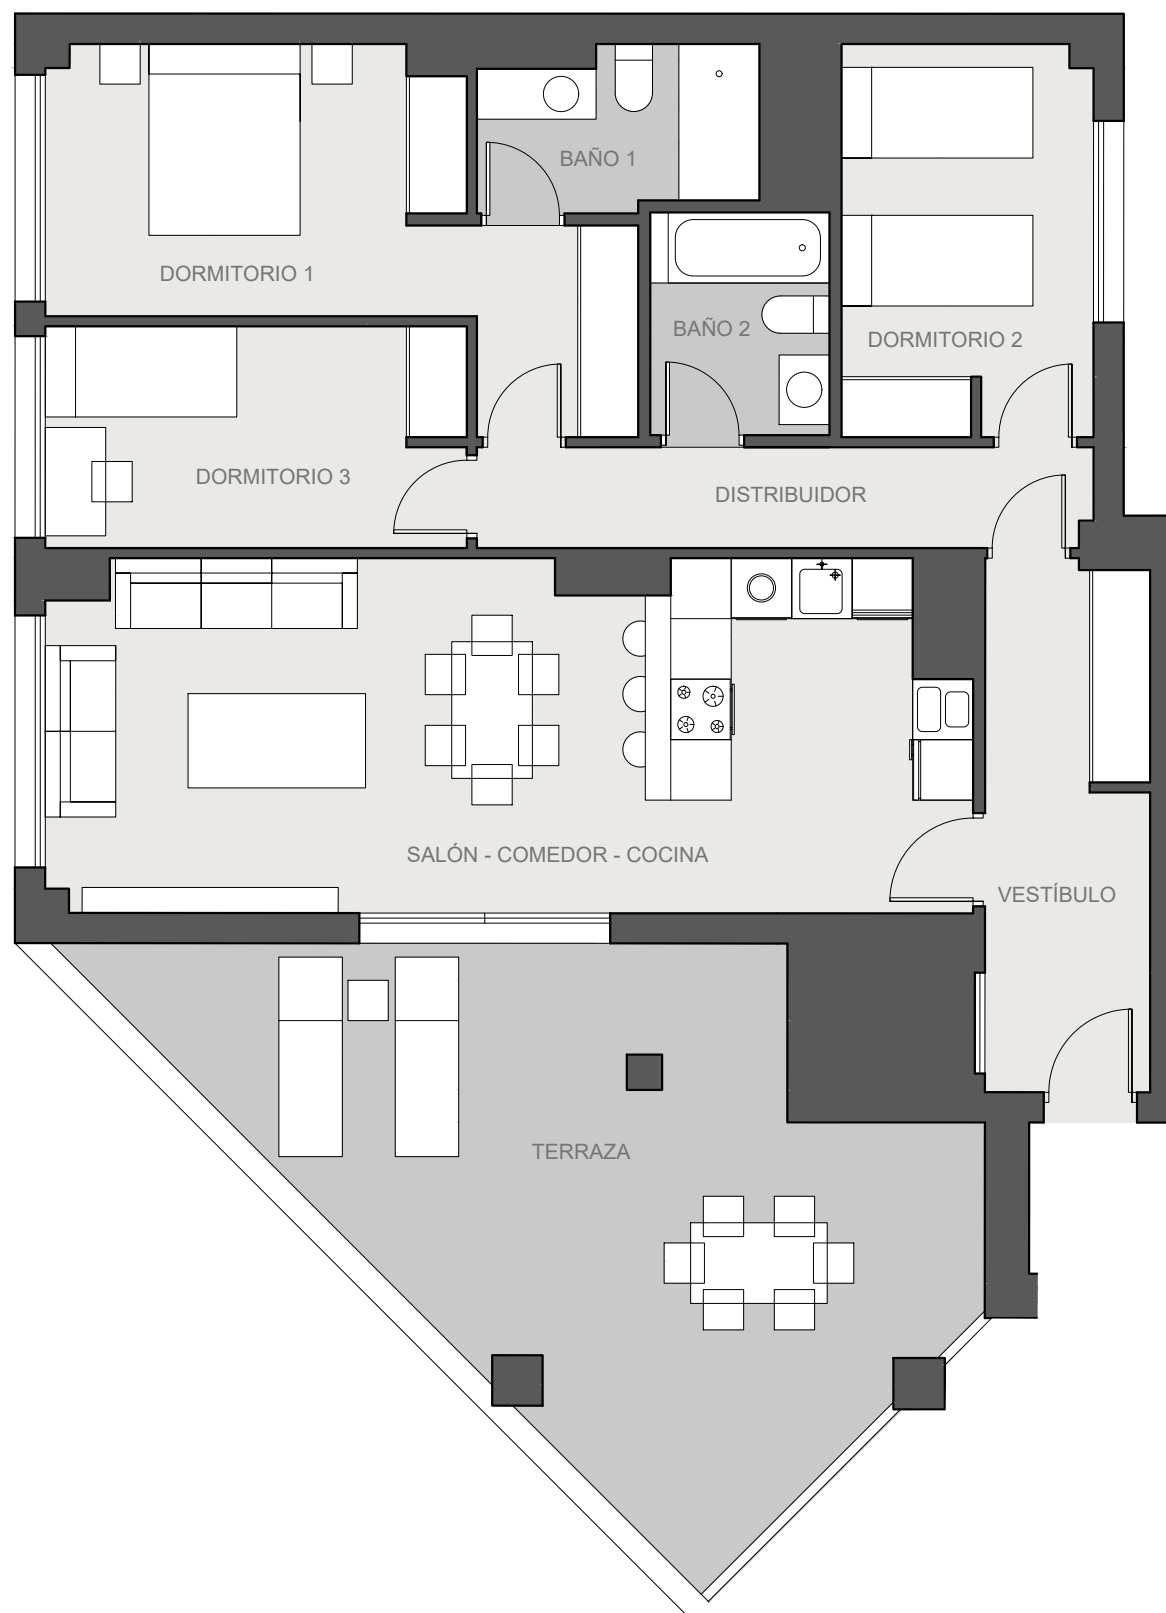 BAÑO 1
DORMITORIO 1
BAÑO 2
DORMITORIO 2
DORMITORIO 3
DISTRIBUIDOR
SALÓN - COMEDOR - COCINA
VESTÍBULO
TERRAZA